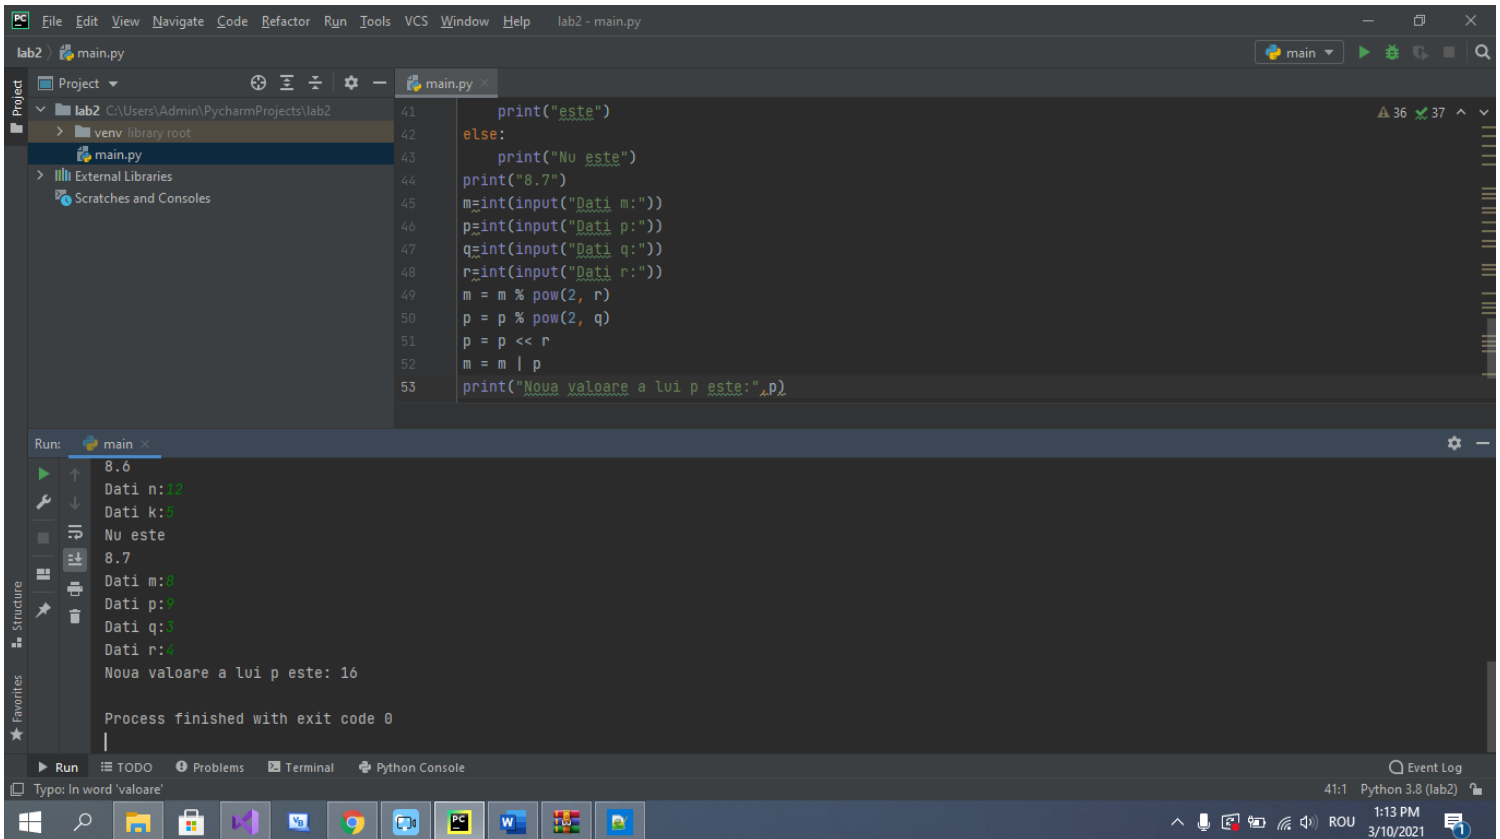 PC File Edit View Navigate Code Refactor Run Tools VCS Window Help lab2 - main.py
lab2 main.py main
Project Project main.py
lab2 C:\Users\Admin\PycharmProjects\lab2
venv library root
main.py
External Libraries
Scratches and Consoles
36 37
41 print("este")
42 else:
43 print("Nu este")
44 print("8.7")
45 m=int(input("Dati m:"))
46 p=int(input("Dati p:"))
47 q=int(input("Dati q:"))
48 r=int(input("Dati r:"))
49 m = m % pow(2, r)
50 p = p % pow(2, q)
51 p = p << r
52 m = m | p
53 print("Noua valoare a lui p este:",p)
Run: main
8.6
Dati n:12
Dati k:5
Nu este
8.7
Dati m:8
Dati p:9
Dati q:3
Dati r:4
Noua valoare a lui p este: 16
Process finished with exit code 0
Structure
Favorites
Run TODO Problems Terminal Python Console Event Log
Typo: In word 'valoare' 41:1 Python 3.8 (lab2)
VB PC W ROU 1:13 PM
3/10/2021 1